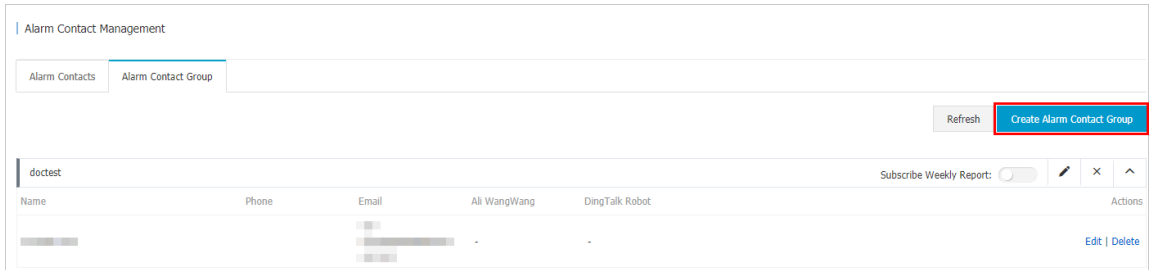 Alarm Contact Management
Alarm Contacts Alarm Contact Group
Refresh Create Alarm Contact Group
doctest Subscribe Weekly Report:
Name Phone Email Ali WangWang DingTalk Robot Actions
- - Edit | Delete